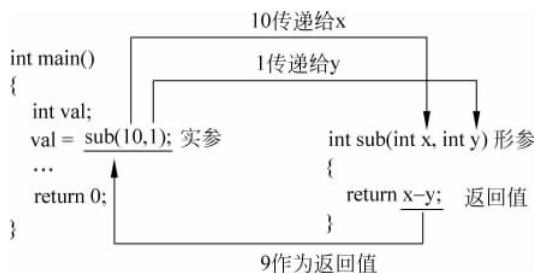 10传递给x
int main()
1传递给y
{
int val;
val = sub(10,1); 实参
int sub(int x, int y) 形参
…
{
return 0;
return x−y; 返回值
}
}
9作为返回值